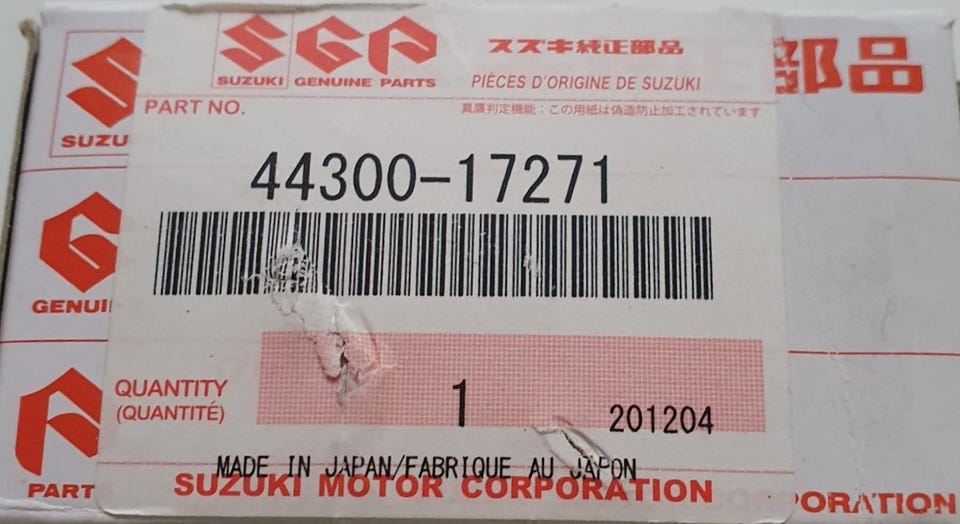 SGP
スズキ純正部品
SUZUKI GENUINE PARTS
PIÈCES D'ORIGINE DE SUZUKI
PART NO.
真贋判定機能：この用紙は偽造防止加工されています
44300-17271
QUANTITY
(QUANTITÉ)
1
201204
MADE IN JAPAN/FABRIQUE AU JAPON
SUZUKI MOTOR CORPORATION
SUZU
GENUI
PART
部品
PORATION